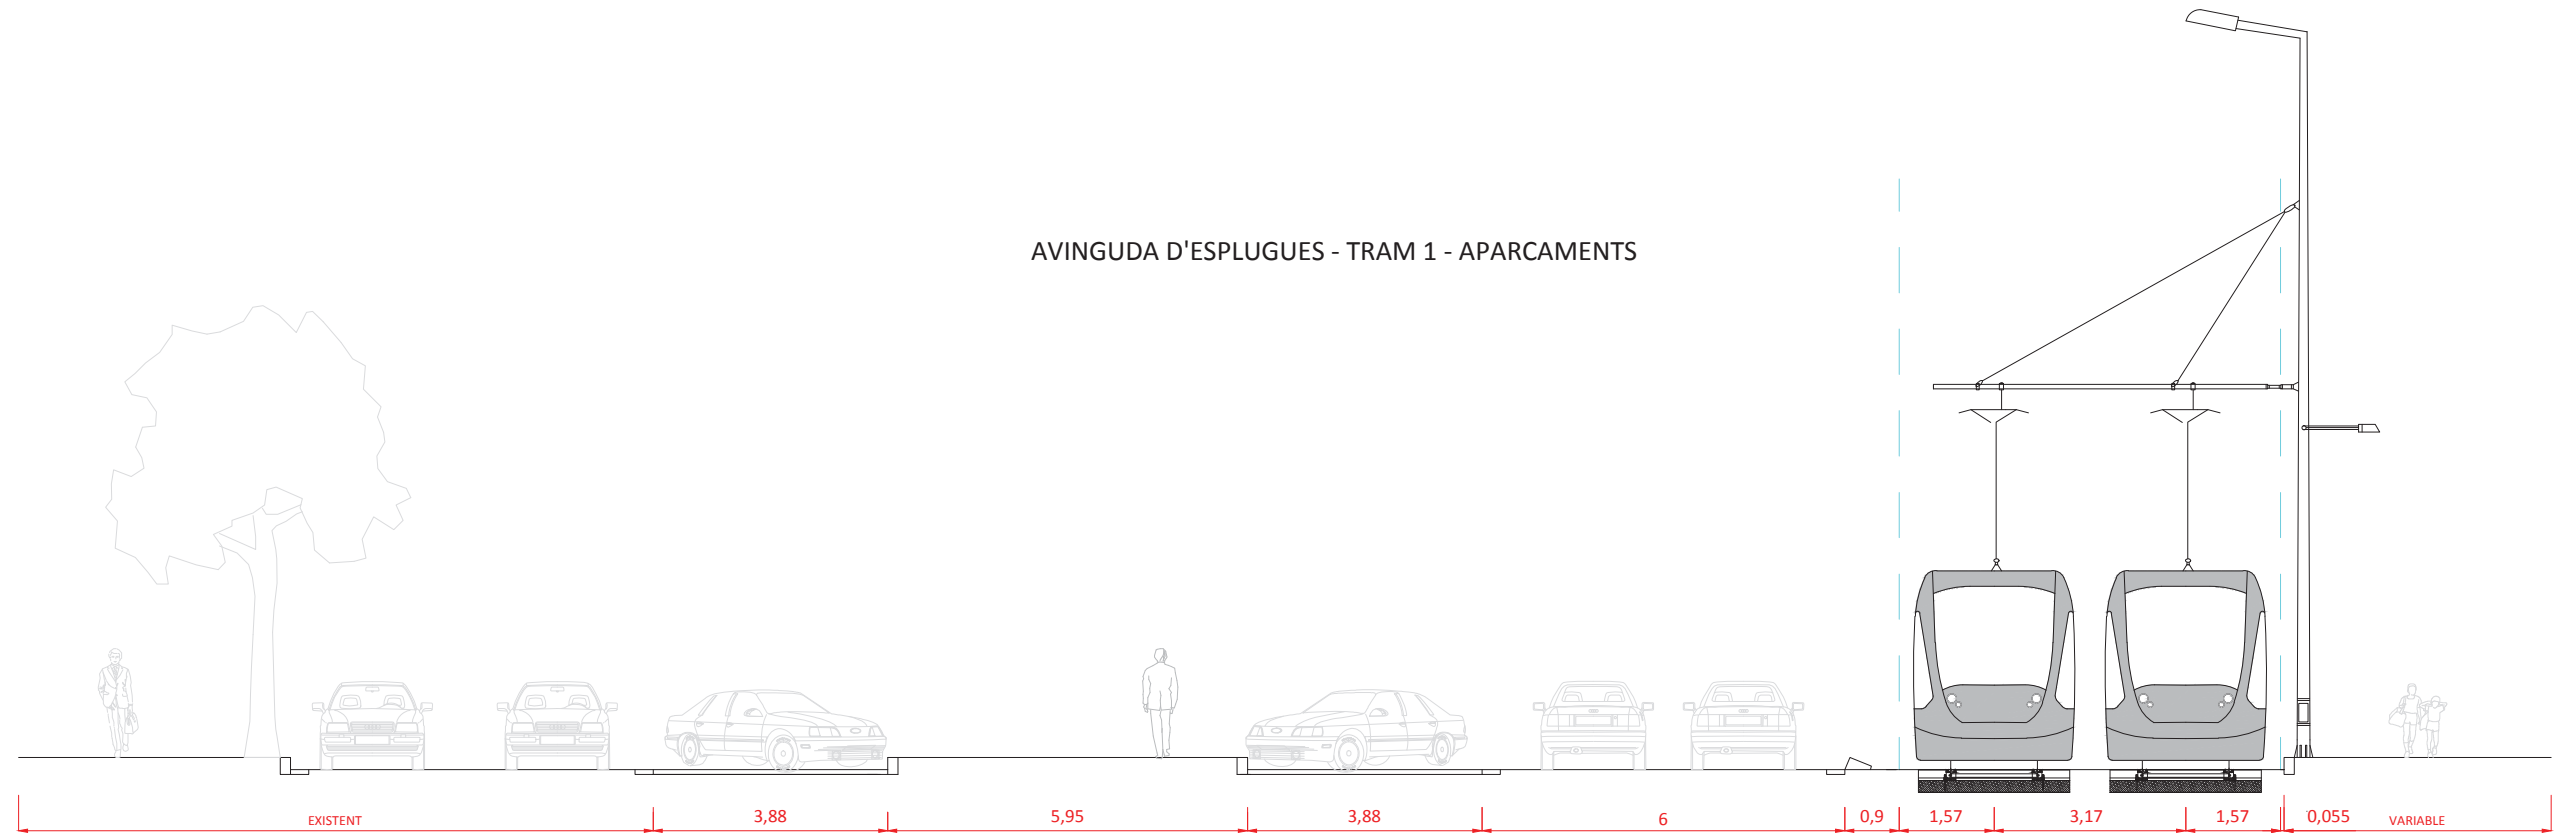 AVINGUDA D'ESPLUGUES - TRAM 1 - APARCAMENTS
EXISTENT 3,88 5,95 3,88 6 0,9 1,57 3,17 1,57 0,055 VARIABLE